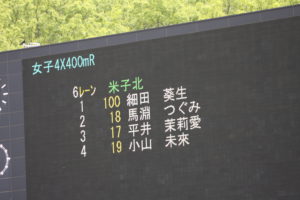 女子4X400mR
6レーン 米子北
1 100 細田 葵生
2 18 馬淵 つぐみ
3 17 平井 茉莉愛
4 19 小山 未來